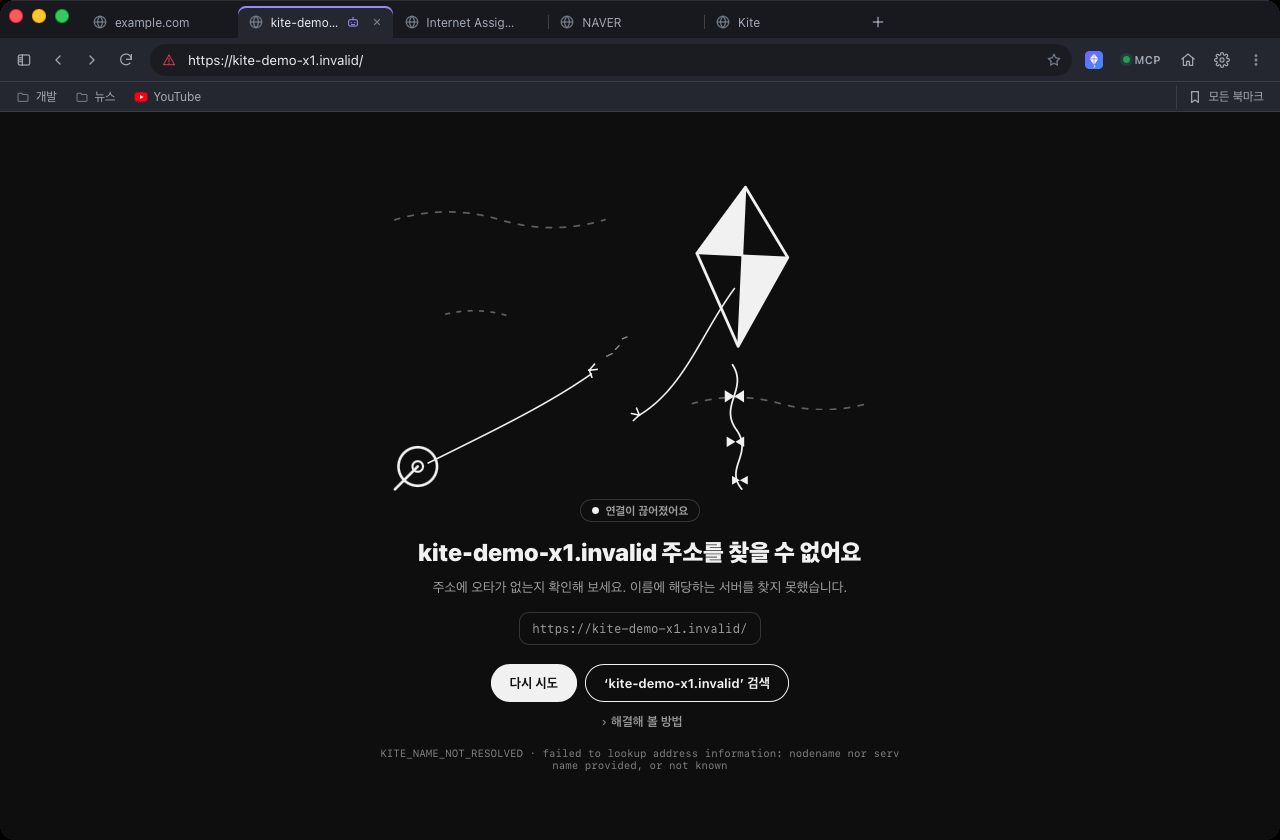 example.com
kite-demo...
Internet Assig...
NAVER
Kite
https://kite-demo-x1.invalid/
MCP
개발
뉴스
YouTube
모든 북마크
연결이 끊어졌어요
kite-demo-x1.invalid 주소를 찾을 수 없어요
주소에 오타가 없는지 확인해 보세요. 이름에 해당하는 서버를 찾지 못했습니다.
https://kite-demo-x1.invalid/
다시 시도
‘kite-demo-x1.invalid’ 검색
› 해결해 볼 방법
KITE_NAME_NOT_RESOLVED · failed to lookup address information: nodename nor serv
name provided, or not known